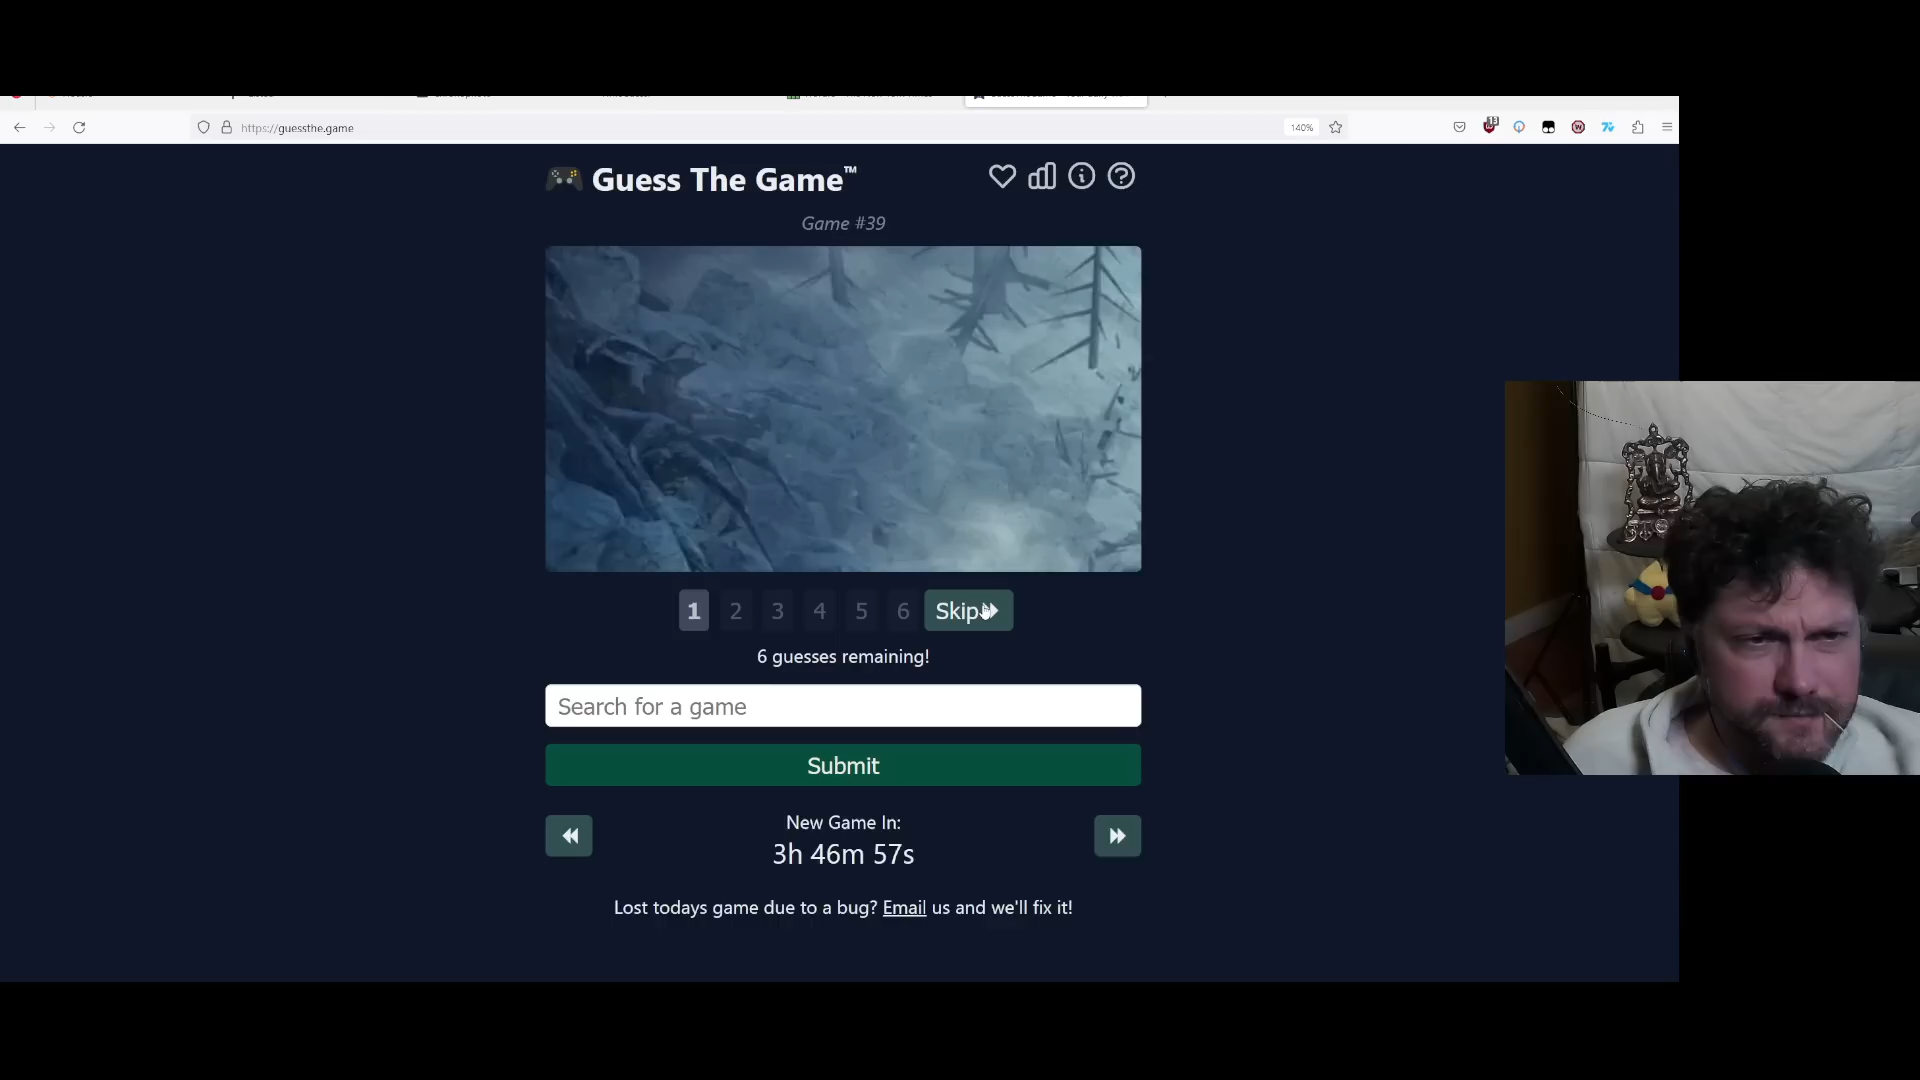 https://guessthe.game
140%
13
Guess The Game™
Game #39
1 2 3 4 5 6 Skip
6 guesses remaining!
Search for a game
Submit
New Game In:
3h 46m 57s
Lost todays game due to a bug? Email us and we'll fix it!